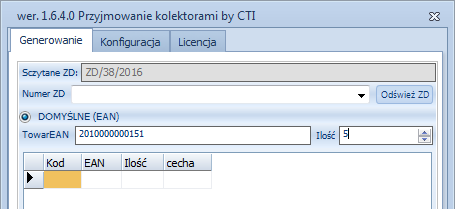 wer. 1.6.4.0 Przyjmowanie kolektorami by CTI
Generowanie Konfiguracja Licencja
Sczytane ZD: ZD/38/2016
Numer ZD Odśwież ZD
DOMYŚLNE (EAN)
TowarEAN 2010000000151 Ilość 5
Kod EAN Ilość cecha